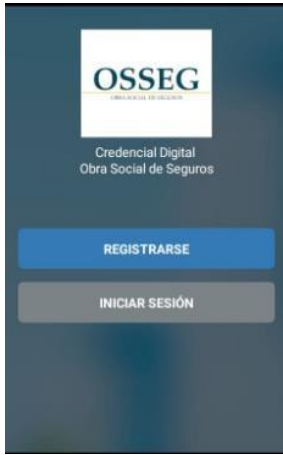 OSSEG
OBRA SOCIAL DE SEGUROS
Credencial Digital
Obra Social de Seguros
REGISTRARSE
INICIAR SESIÓN